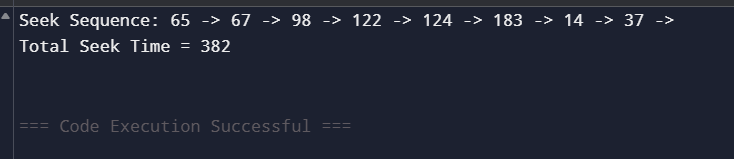 Seek Sequence: 65 -> 67 -> 98 -> 122 -> 124 -> 183 -> 14 -> 37 ->
Total Seek Time = 382
=== Code Execution Successful ===